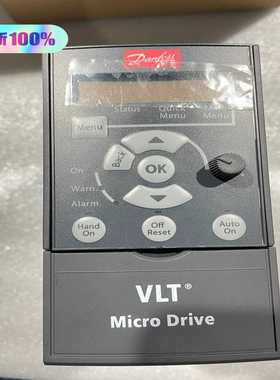 新100%
Danfoss
Status Quick Menu Main Menu
Menu
Back
OK
On
Warn.
Alarm
Hand On
Off Reset
Auto On
VLT®
Micro Drive